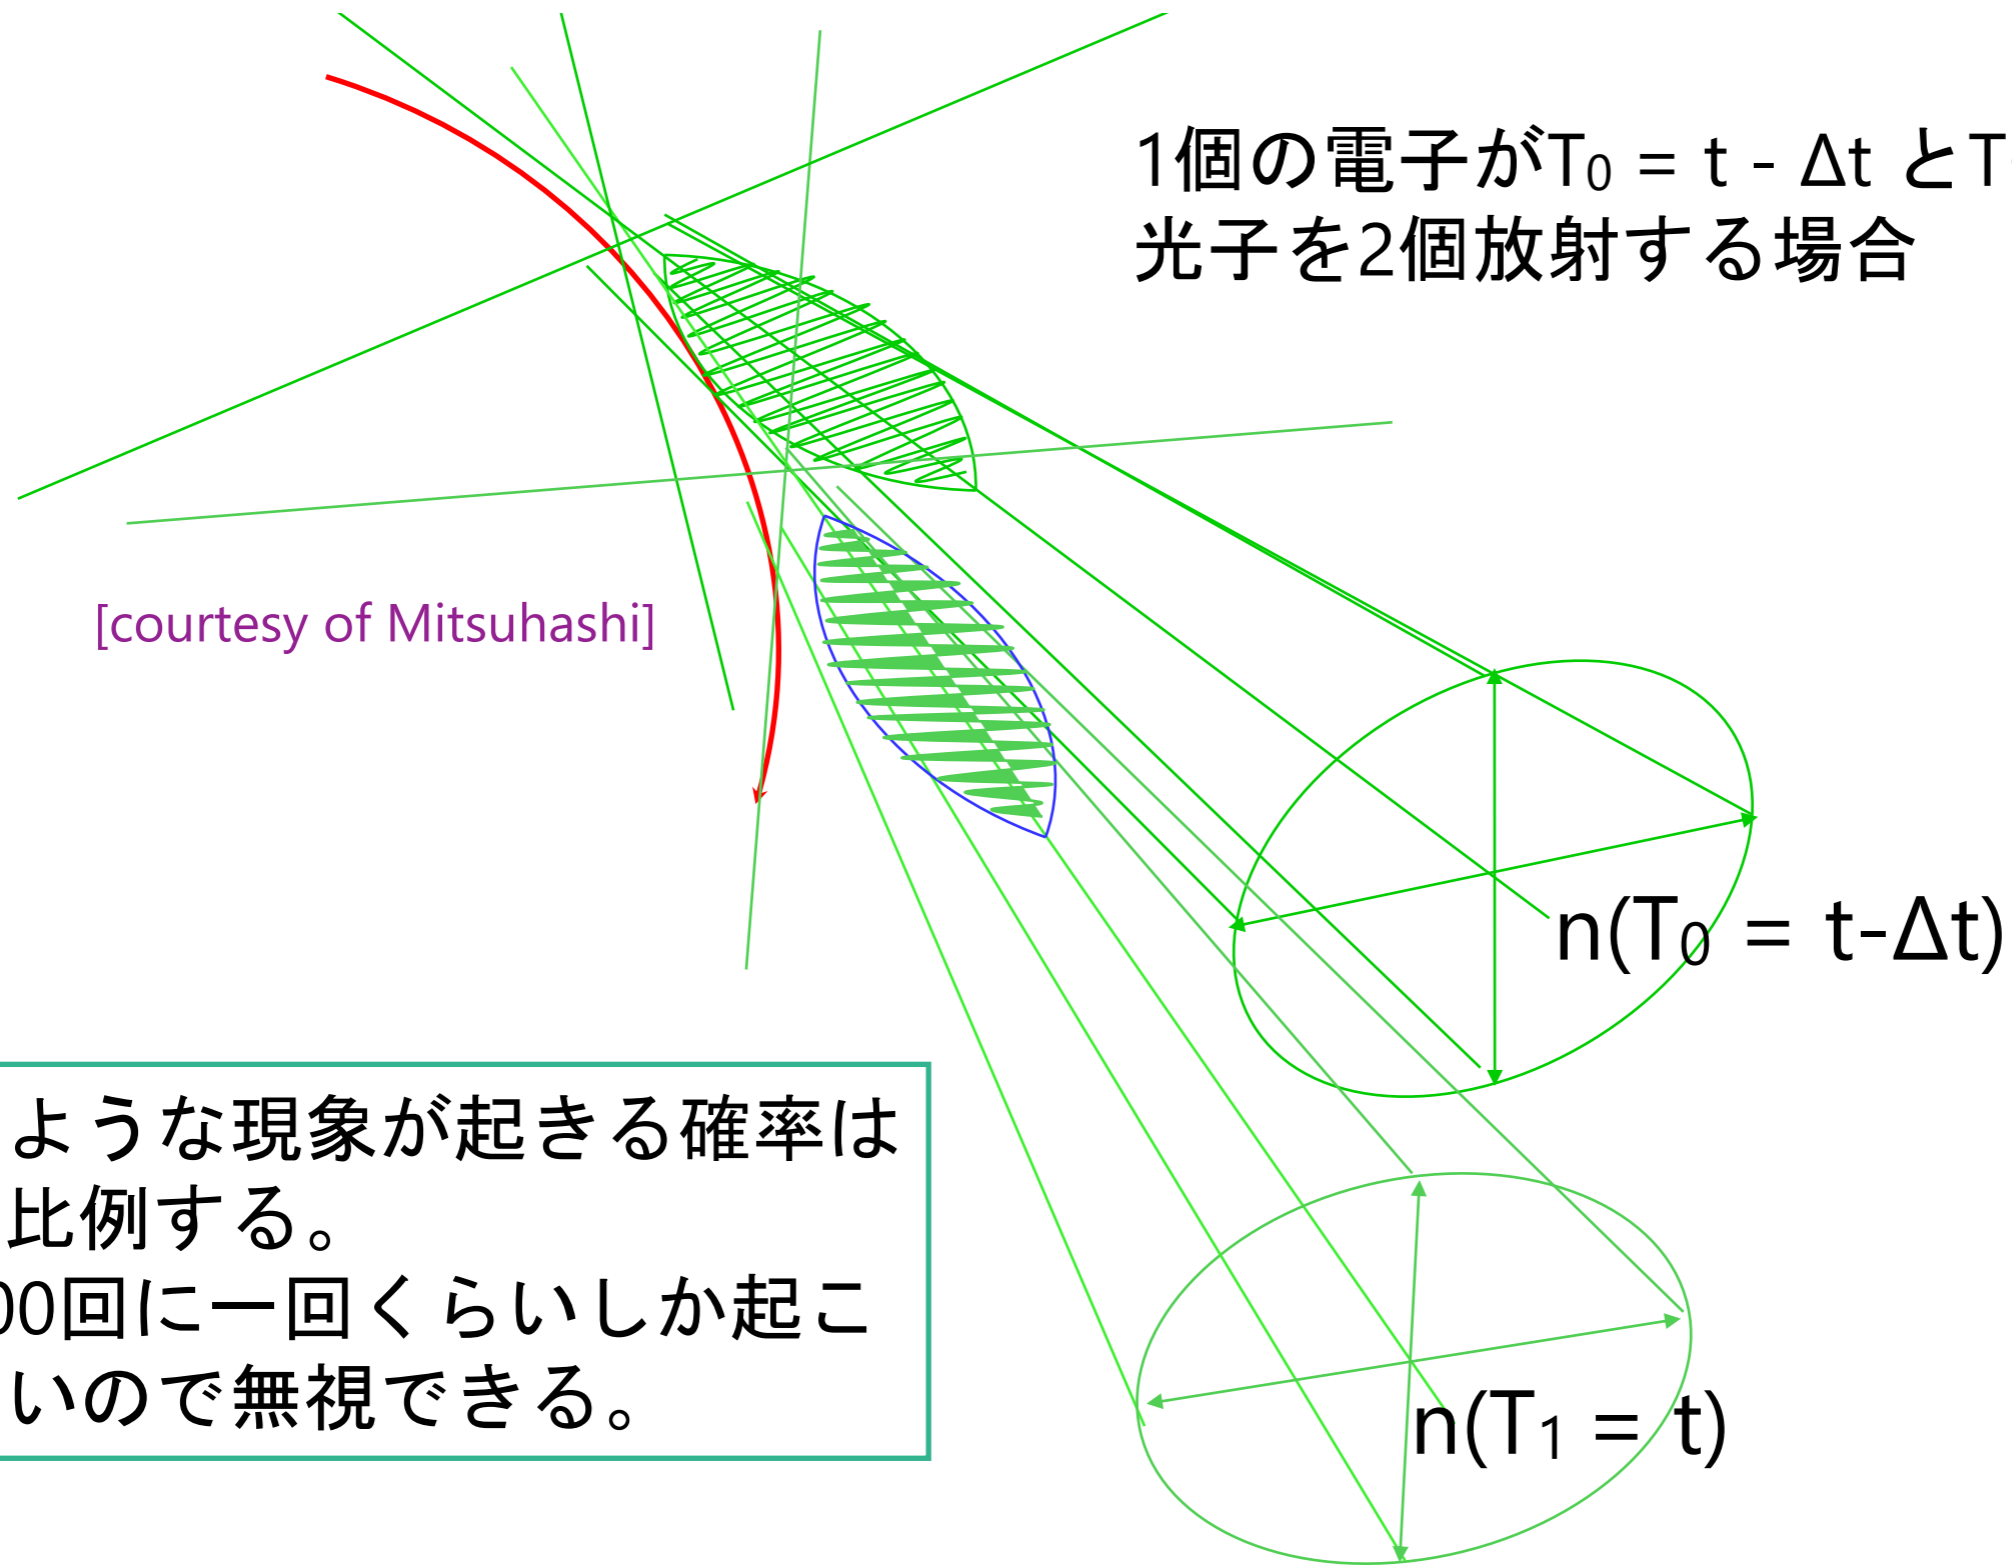 1個の電子がT₀ = t - Δt とT
光子を2個放射する場合
[courtesy of Mitsuhashi]
n(T₀ = t-Δt)
ような現象が起きる確率は
比例する。
00回に一回くらいしか起こ
いので無視できる。
n(T₁ = t)